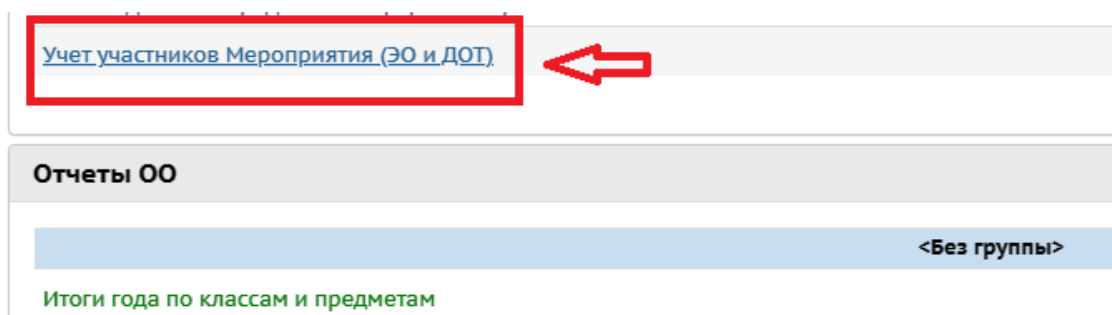 Учет участников Мероприятия (ЭО и ДОТ)
Отчеты ОО
<Без группы>
Итоги года по классам и предметам